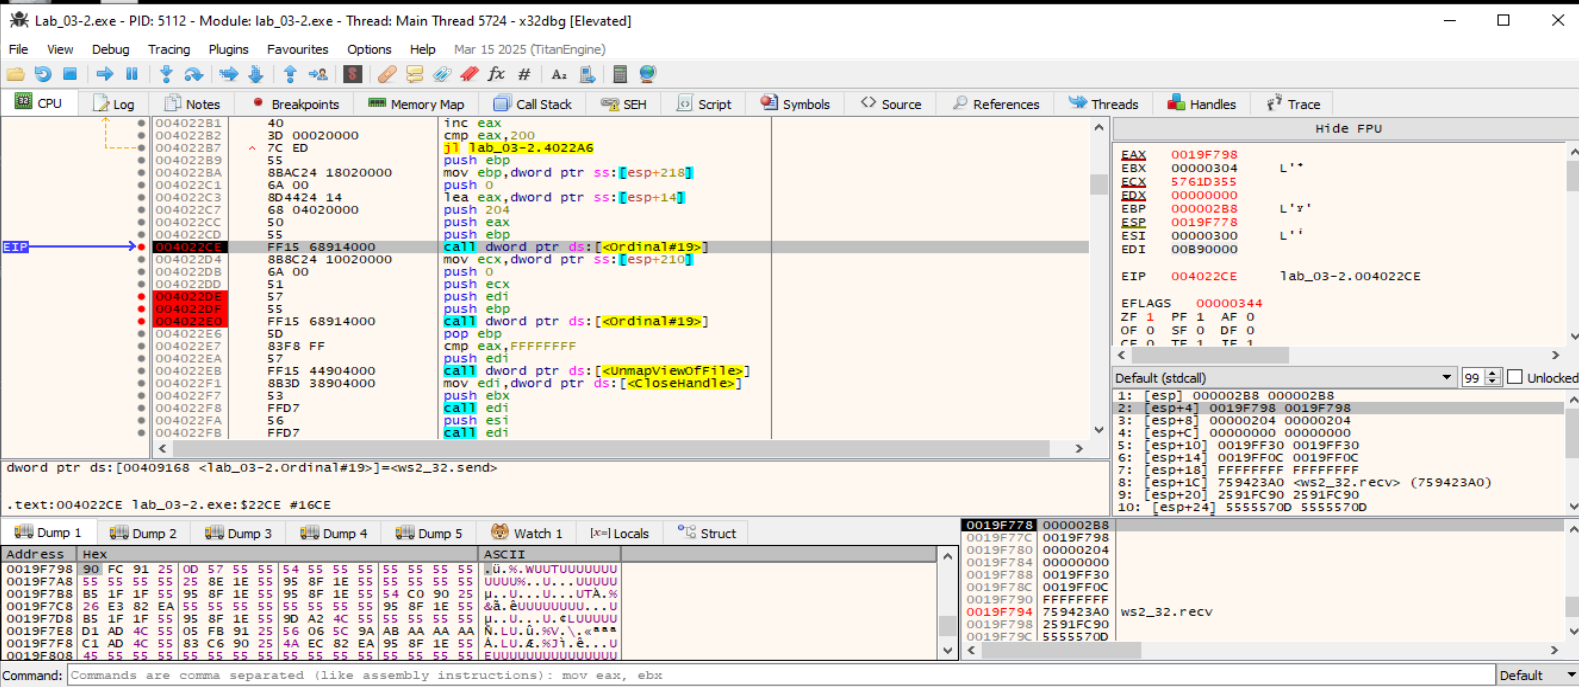 Lab_03-2.exe - PID: 5112 - Module: lab_03-2.exe - Thread: Main Thread 5724 - x32dbg [Elevated]
File View Debug Tracing Plugins Favourites Options Help Mar 15 2025 (TitanEngine)
CPU Log Notes Breakpoints Memory Map Call Stack SEH Script Symbols Source References Threads Handles Trace
004022B1 40 inc eax
004022B2 3D 00020000 cmp eax,200
004022B7 7C ED jl lab_03-2.4022A6
004022B9 55 push ebp
004022BA 8BAC24 18020000 mov ebp,dword ptr ss:[esp+218]
004022C1 6A 00 push 0
004022C3 8D4424 14 lea eax,dword ptr ss:[esp+14]
004022C7 68 04020000 push 204
004022CC 50 push eax
004022CD 55 push ebp
EIP 004022CE FF15 68914000 call dword ptr ds:[<Ordinal#19>]
004022D4 8B8C24 10020000 mov ecx,dword ptr ss:[esp+210]
004022DB 6A 00 push 0
004022DD 51 push ecx
004022DE 57 push edi
004022DF 55 push ebp
004022E0 FF15 68914000 call dword ptr ds:[<Ordinal#19>]
004022E6 5D pop ebp
004022E7 83F8 FF cmp eax,FFFFFFFF
004022EA 57 push edi
004022EB FF15 44904000 call dword ptr ds:[<UnmapViewOfFile>]
004022F1 8B3D 38904000 mov edi,dword ptr ds:[<CloseHandle>]
004022F7 53 push ebx
004022F8 FFD7 call edi
004022FA 56 push esi
004022FB FFD7 call edi
Hide FPU
EAX 0019F798
EBX 00000304
ECX 5761D355
EDX 00000000
EBP 000002B8
ESP 0019F778
ESI 00000300
EDI 00B90000
EIP 004022CE lab_03-2.004022CE
EFLAGS 00000344
ZF 1 PF 1 AF 0
OF 0 SF 0 DF 0
CF 0 TF 1 IF 1
Default (stdcall) 99 Unlocked
1: [esp] 000002B8 000002B8
2: [esp+4] 0019F798 0019F798
3: [esp+8] 00000204 00000204
4: [esp+C] 00000000 00000000
5: [esp+10] 0019FF30 0019FF30
6: [esp+14] 0019FF0C 0019FF0C
7: [esp+18] FFFFFFFF FFFFFFFF
8: [esp+1C] 759423A0 <ws2_32.recv> (759423A0)
9: [esp+20] 2591FC90 2591FC90
10: [esp+24] 5555570D 5555570D
dword ptr ds:[00409168 <lab_03-2.Ordinal#19>]=<ws2_32.send>
.text:004022CE lab_03-2.exe:$22CE #16CE
Dump 1 Dump 2 Dump 3 Dump 4 Dump 5 Watch 1 [x=] Locals Struct
Address Hex ASCII
0019F798 90 FC 91 25 0D 57 55 55 54 55 55 55 55 55 55 55 .ü.%.WUUTUUUUUUU
0019F7A8 55 55 55 55 25 8E 1E 55 95 8F 1E 55 55 55 55 55 UUUU%..U...UUUUU
0019F7B8 B5 1F 1F 55 95 8F 1E 55 95 8F 1E 55 54 C0 90 25 µ..U...U...UTÀ.%
0019F7C8 26 E3 82 EA 55 55 55 55 55 55 55 55 95 8F 1E 55 &ã.êUUUUUUUU...U
0019F7D8 B5 1F 1F 55 95 8F 1E 55 9D A2 4C 55 55 55 55 55 µ..U...U.¢LUUUUU
0019F7E8 D1 AD 4C 55 05 FB 91 25 56 06 5C 9A AB AA AA AA Ñ.LU.û.%V.\.«ªªª
0019F7F8 C1 AD 4C 55 83 C6 90 25 4A EC 82 EA 95 8F 1E 55 Á.LU.Æ.%Jì.ê...U
0019F808 45 55 55 55 55 55 55 55 55 55 55 55 55 55 55 55 EUUUUUUUUUUUUUUU
0019F778 000002B8
0019F77C 0019F798
0019F780 00000204
0019F784 00000000
0019F788 0019FF30
0019F78C 0019FF0C
0019F790 FFFFFFFF
0019F794 759423A0 ws2_32.recv
0019F798 2591FC90
0019F79C 5555570D
Command: Commands are comma separated (like assembly instructions): mov eax, ebx Default